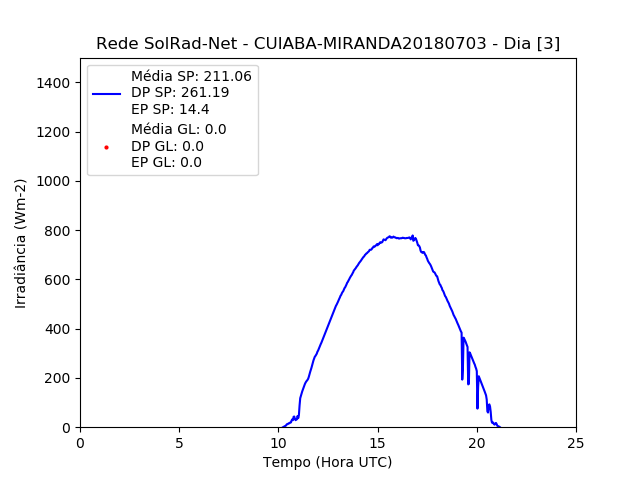 Rede SolRad-Net - CUIABA-MIRANDA20180703 - Dia [3]
Média SP: 211.06
DP SP: 261.19
EP SP: 14.4
Média GL: 0.0
DP GL: 0.0
EP GL: 0.0
1400
1200
1000
800
600
400
200
0
Irradiância (Wm-2)
0 5 10 15 20 25
Tempo (Hora UTC)